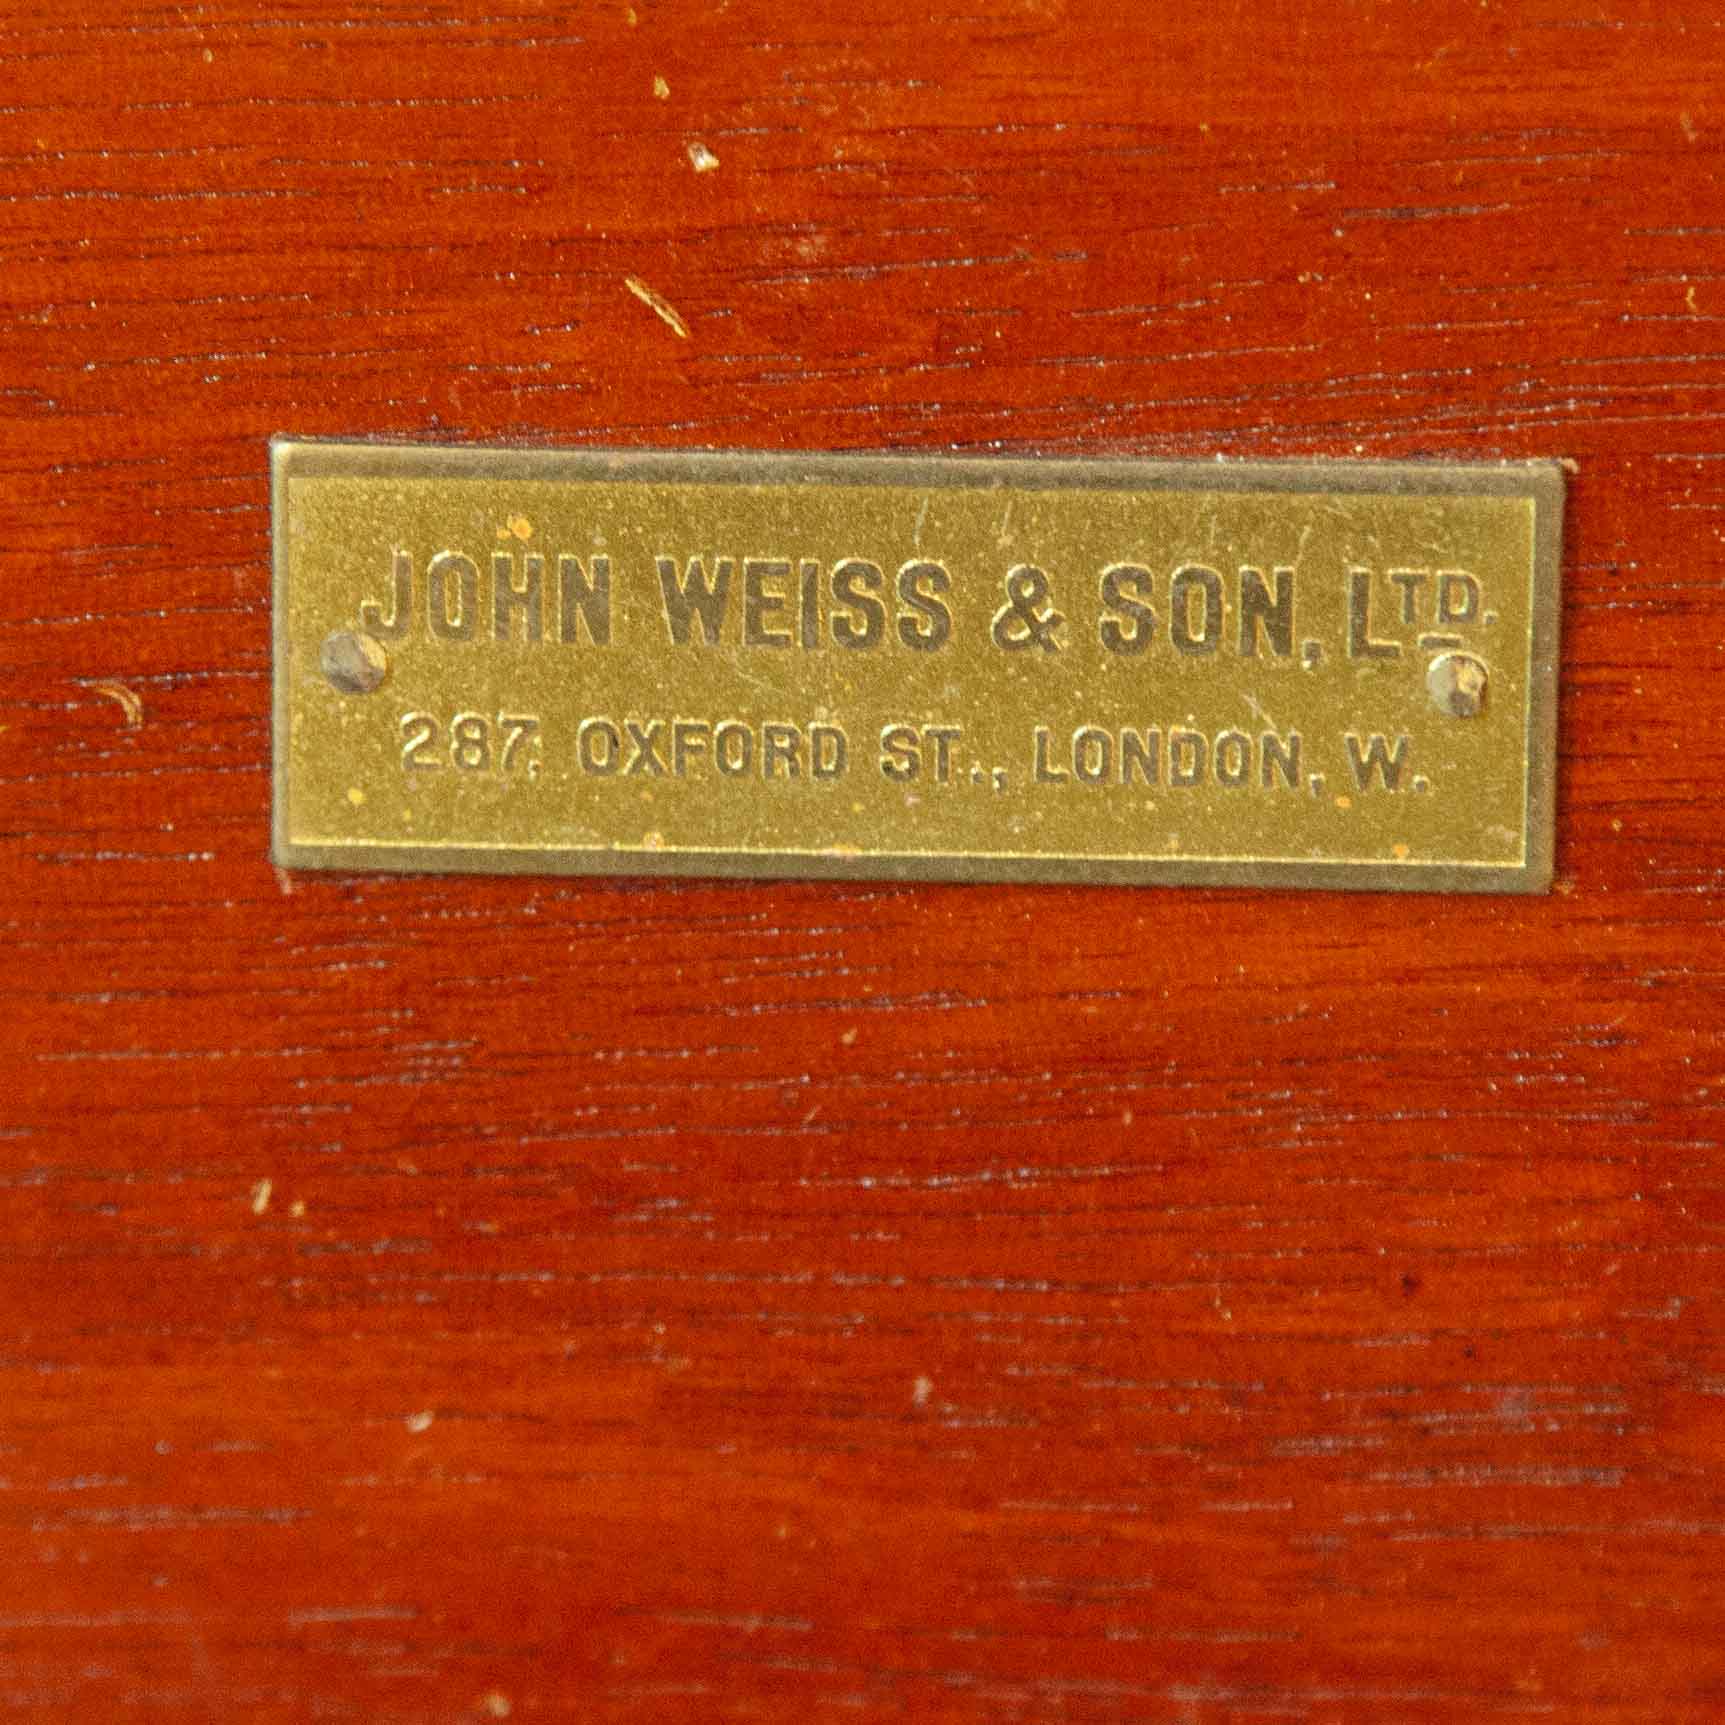 JOHN WEISS & SON, LTD.
287, OXFORD ST., LONDON, W.